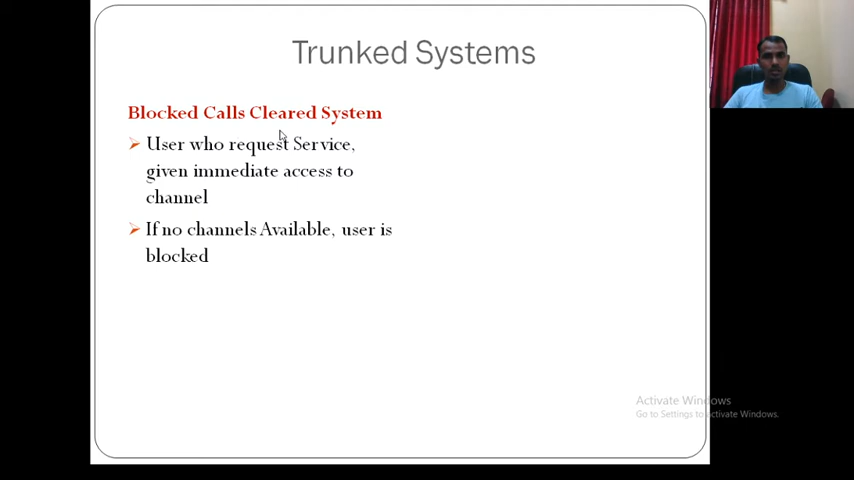 Trunked Systems
Blocked Calls Cleared System
User who request Service,
given immediate access to
channel
If no channels Available, user is
blocked
Activate Windows
Go to Settings to Activate Windows.